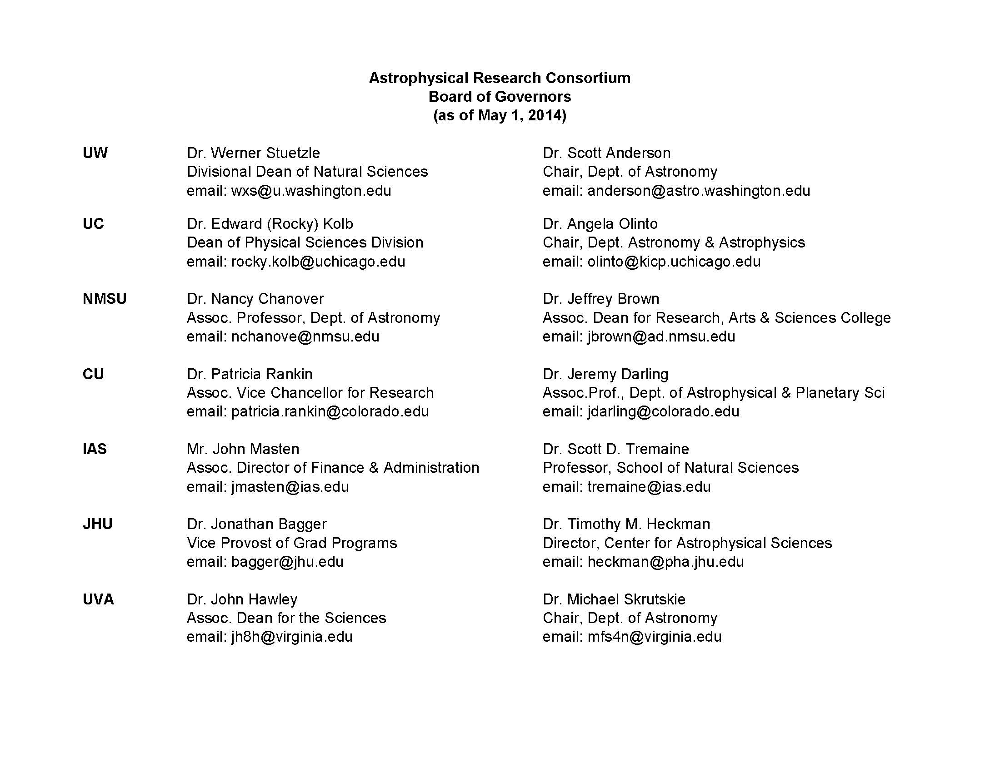 Astrophysical Research Consortium
Board of Governors
(as of May 1, 2014)
UW
Dr. Werner Stuetzle
Divisional Dean of Natural Sciences
email: wxs@u.washington.edu
Dr. Scott Anderson
Chair, Dept. of Astronomy
email: anderson@astro.washington.edu
UC
Dr. Edward (Rocky) Kolb
Dean of Physical Sciences Division
email: rocky.kolb@uchicago.edu
Dr. Angela Olinto
Chair, Dept. Astronomy & Astrophysics
email: olinto@kicp.uchicago.edu
NMSU
Dr. Nancy Chanover
Assoc. Professor, Dept. of Astronomy
email: nchanove@nmsu.edu
Dr. Jeffrey Brown
Assoc. Dean for Research, Arts & Sciences College
email: jbrown@ad.nmsu.edu
CU
Dr. Patricia Rankin
Assoc. Vice Chancellor for Research
email: patricia.rankin@colorado.edu
Dr. Jeremy Darling
Assoc.Prof., Dept. of Astrophysical & Planetary Sci
email: jdarling@colorado.edu
IAS
Mr. John Masten
Assoc. Director of Finance & Administration
email: jmasten@ias.edu
Dr. Scott D. Tremaine
Professor, School of Natural Sciences
email: tremaine@ias.edu
JHU
Dr. Jonathan Bagger
Vice Provost of Grad Programs
email: bagger@jhu.edu
Dr. Timothy M. Heckman
Director, Center for Astrophysical Sciences
email: heckman@pha.jhu.edu
UVA
Dr. John Hawley
Assoc. Dean for the Sciences
email: jh8h@virginia.edu
Dr. Michael Skrutskie
Chair, Dept. of Astronomy
email: mfs4n@virginia.edu